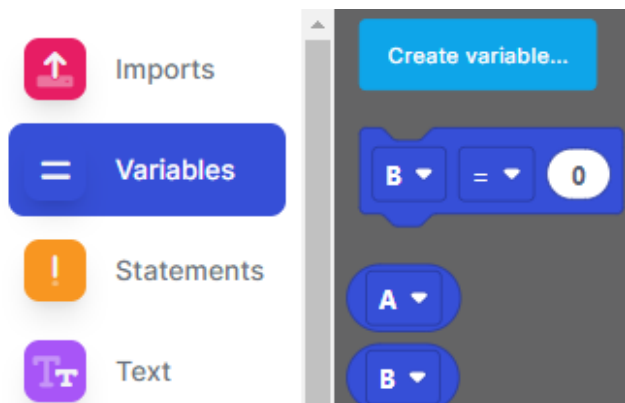 Imports
Variables
Statements
Text
Create variable...
B = 0
A
B